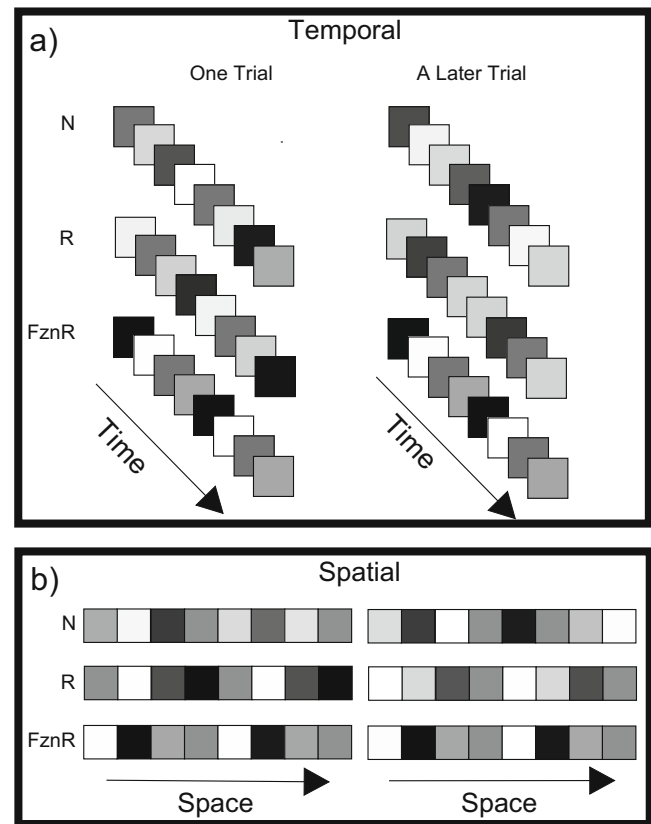 a)
Temporal
One Trial
A Later Trial
N
R
FznR
Time
Time
b)
Spatial
N
R
FznR
Space
Space